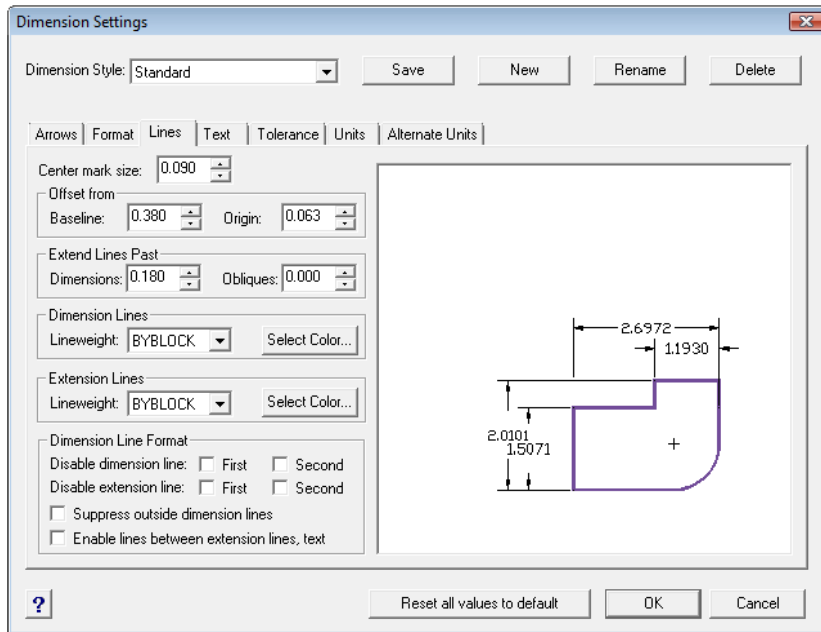 Dimension Settings
Dimension Style: Standard Save New Rename Delete
Arrows Format Lines Text Tolerance Units Alternate Units
Center mark size: 0.090
Offset from
Baseline: 0.380 Origin: 0.063
Extend Lines Past
Dimensions: 0.180 Obliques: 0.000
Dimension Lines
Lineweight: BYBLOCK Select Color...
Extension Lines
Lineweight: BYBLOCK Select Color...
Dimension Line Format
Disable dimension line: First Second
Disable extension line: First Second
Suppress outside dimension lines
Enable lines between extension lines, text
2.6972
1.1930
2.0101
1.5071
? Reset all values to default OK Cancel